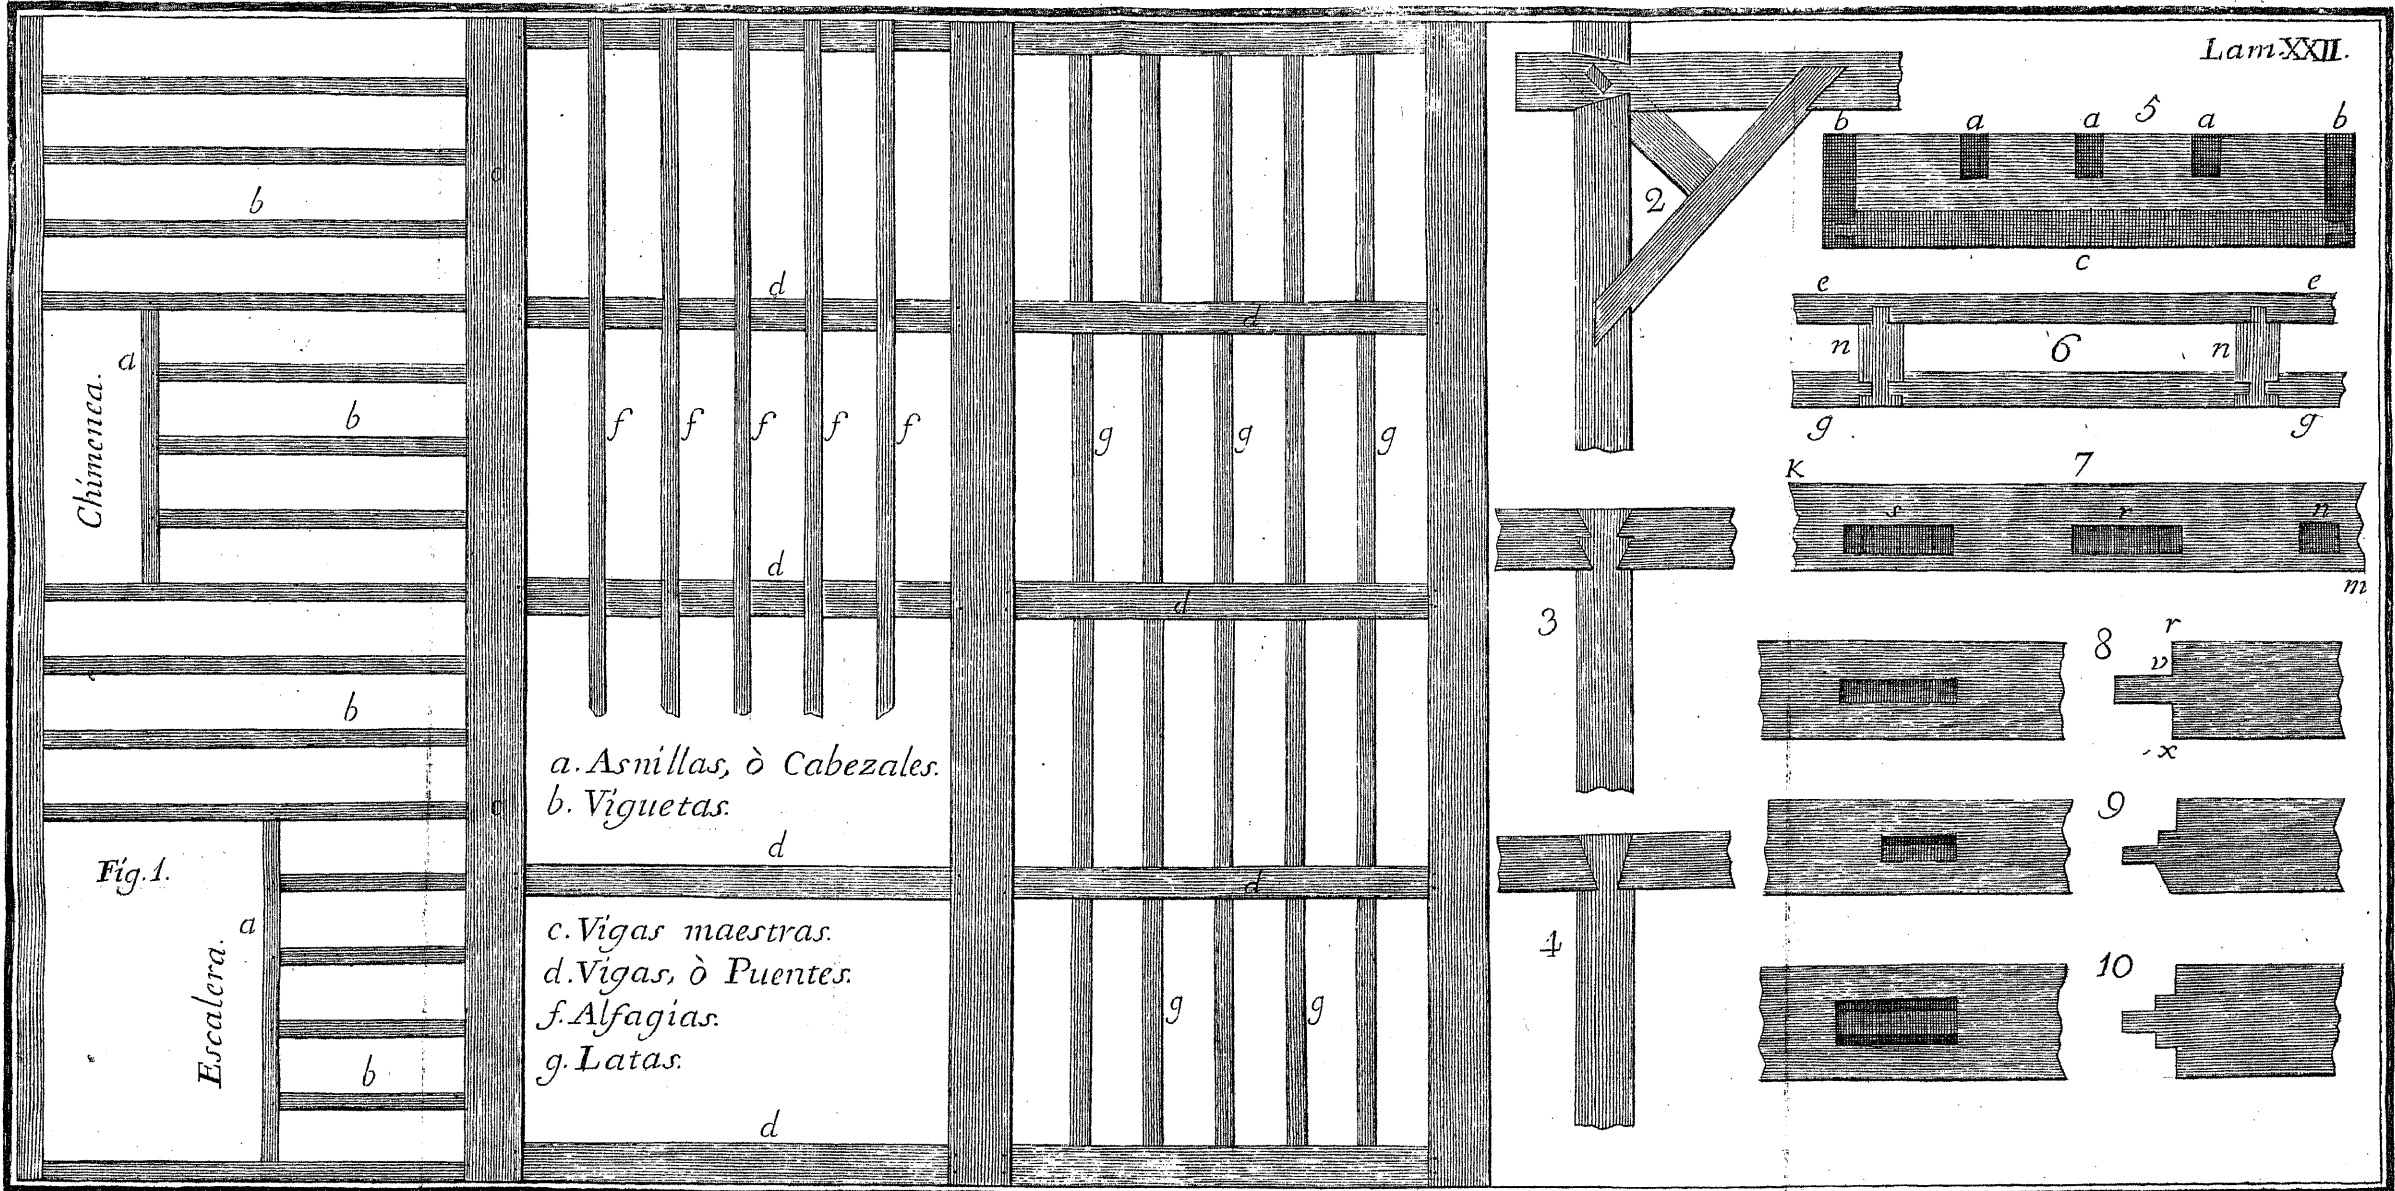 Lam. XXII.
b
a
Chimenea.
b
b
Fig. 1.
a
Escalera.
b
c
c
d
f f f f f
d
a. Asnillas, ò Cabezales.
b. Viguetas.
d
c. Vigas maestras.
d. Vigas, ò Puentes.
f. Alfagias.
g. Latas.
d
d
g g g
d
d
g g
2
3
4
b a a 5 a b
c
e e
n 6 n
g g
7
K
s r n
m
8
r
v
x
9
10